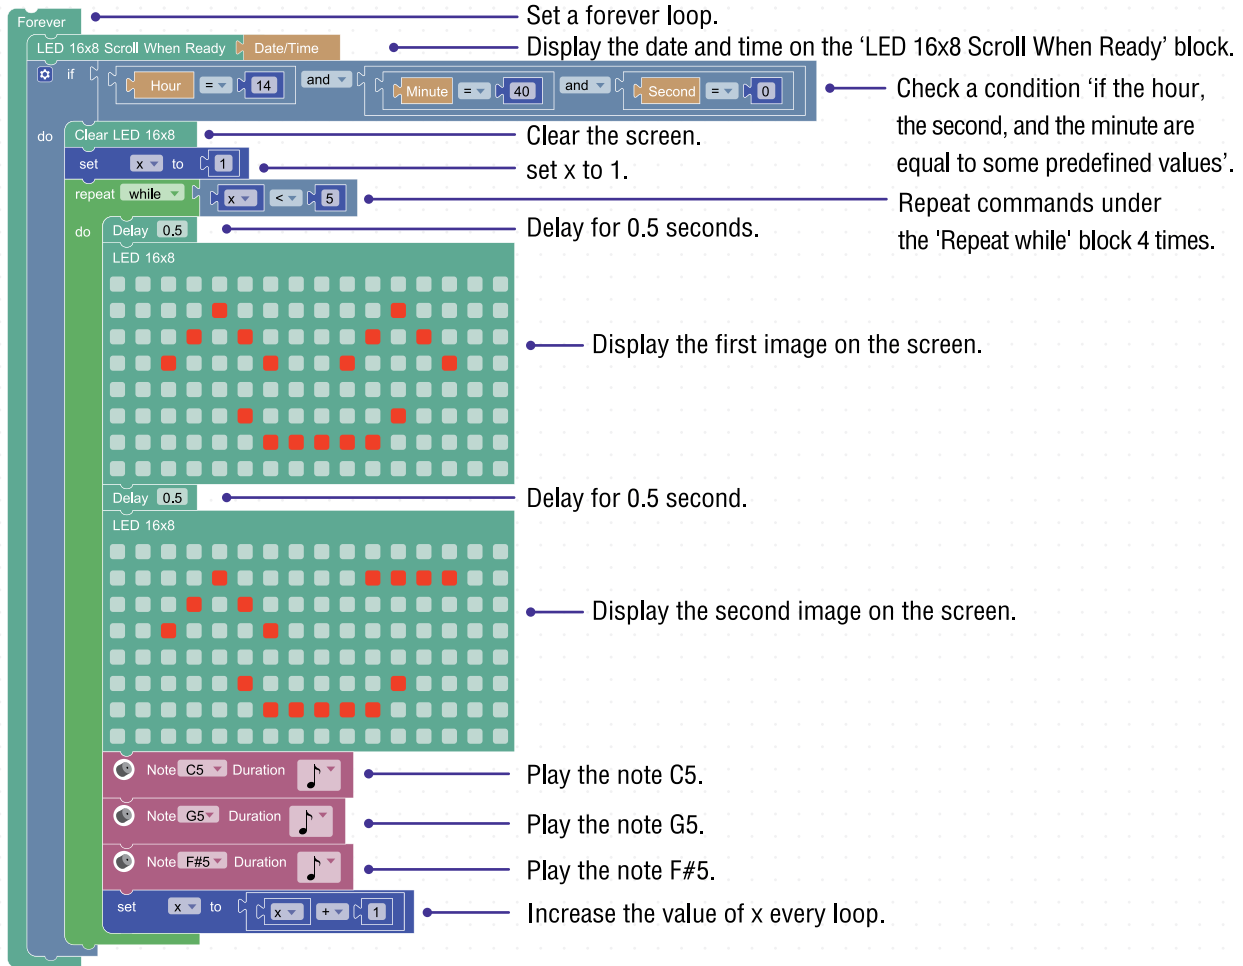 Forever
Set a forever loop.
LED 16x8 Scroll When Ready Date/Time
Display the date and time on the ‘LED 16x8 Scroll When Ready’ block.
if Hour = 14 and Minute = 40 and Second = 0
Check a condition ‘if the hour,
the second, and the minute are
equal to some predefined values’.
do Clear LED 16x8
Clear the screen.
set x to 1
set x to 1.
repeat while x < 5
Repeat commands under
the 'Repeat while' block 4 times.
do Delay 0.5
Delay for 0.5 seconds.
LED 16x8
Display the first image on the screen.
Delay 0.5
Delay for 0.5 second.
LED 16x8
Display the second image on the screen.
Note C5 Duration
Play the note C5.
Note G5 Duration
Play the note G5.
Note F#5 Duration
Play the note F#5.
set x to x + 1
Increase the value of x every loop.